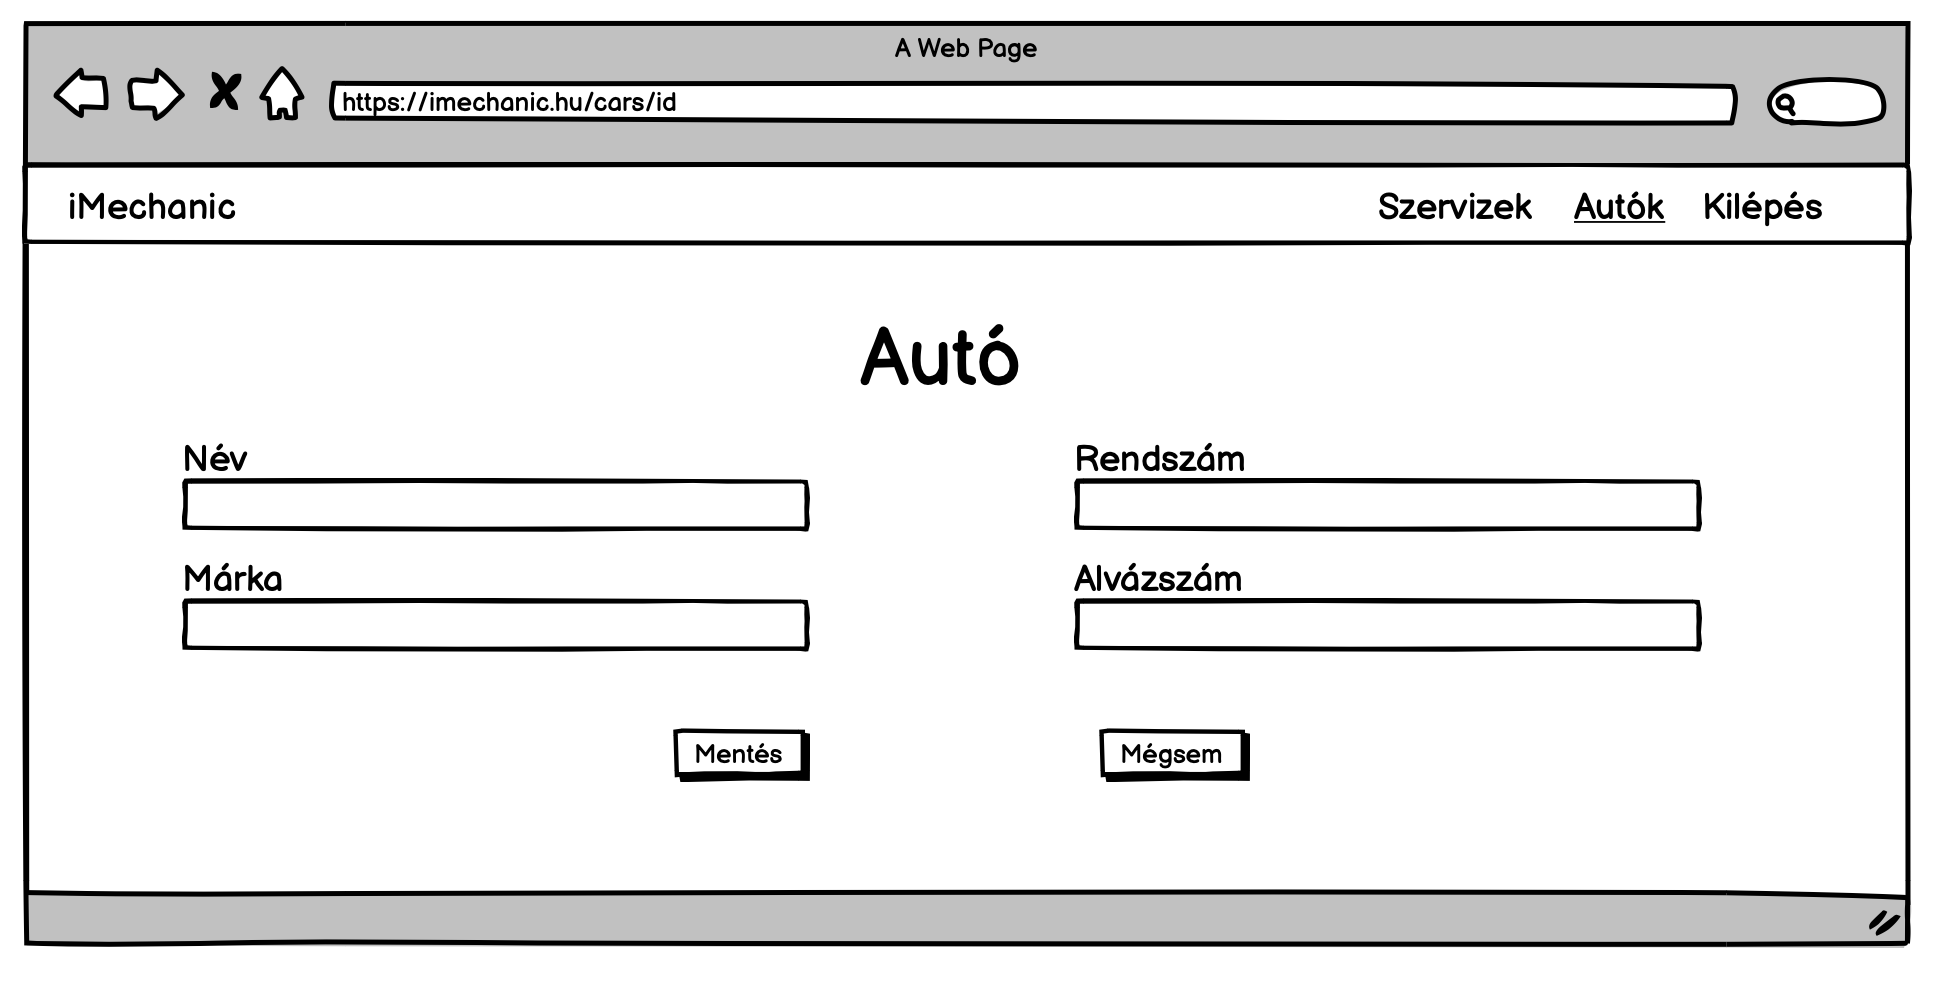 A Web Page
https://imechanic.hu/cars/id
iMechanic Szervizek Autók Kilépés
Autó
Név Rendszám
Márka Alvázszám
Mentés Mégsem